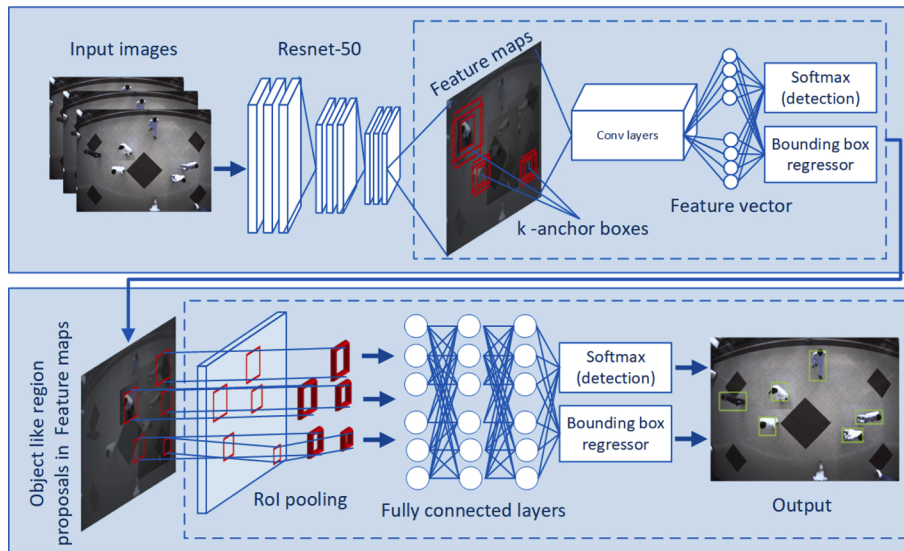 Input images
Resnet-50
Feature maps
Conv layers
Softmax
(detection)
Bounding box
regressor
Feature vector
k -anchor boxes
Object like region
proposals in Feature maps
RoI pooling
Fully connected layers
Softmax
(detection)
Bounding box
regressor
Output